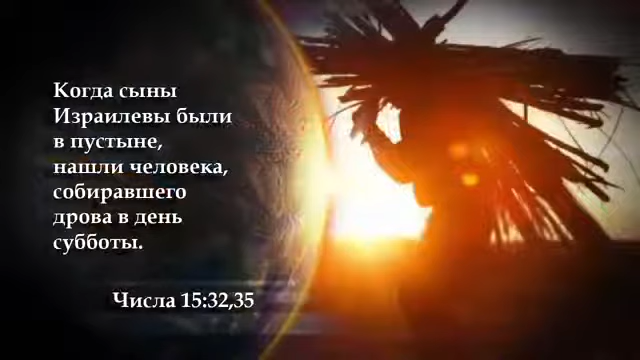 Когда сыны
Израилевы были
в пустыне,
нашли человека,
собиравшего
дрова в день
субботы.
Числа 15:32,35